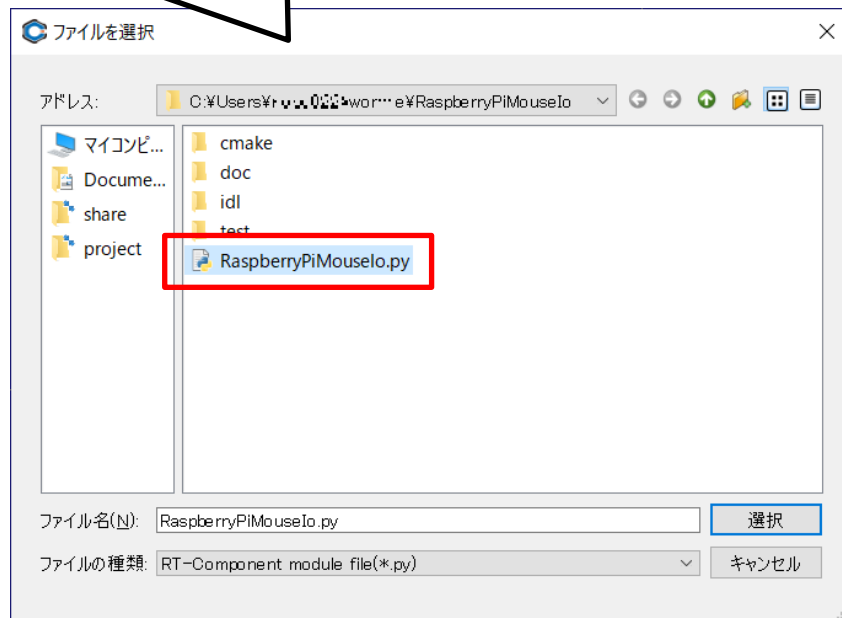 ファイルを選択
アドレス:
C:¥Users¥ ¥RaspberryPiMouseIo
マイコンピ...
Docume...
share
project
cmake
doc
idl
test
RaspberryPiMouseIo.py
ファイル名(N): RaspberryPiMouseIo.py 選択
ファイルの種類: RT-Component module file(*.py) キャンセル